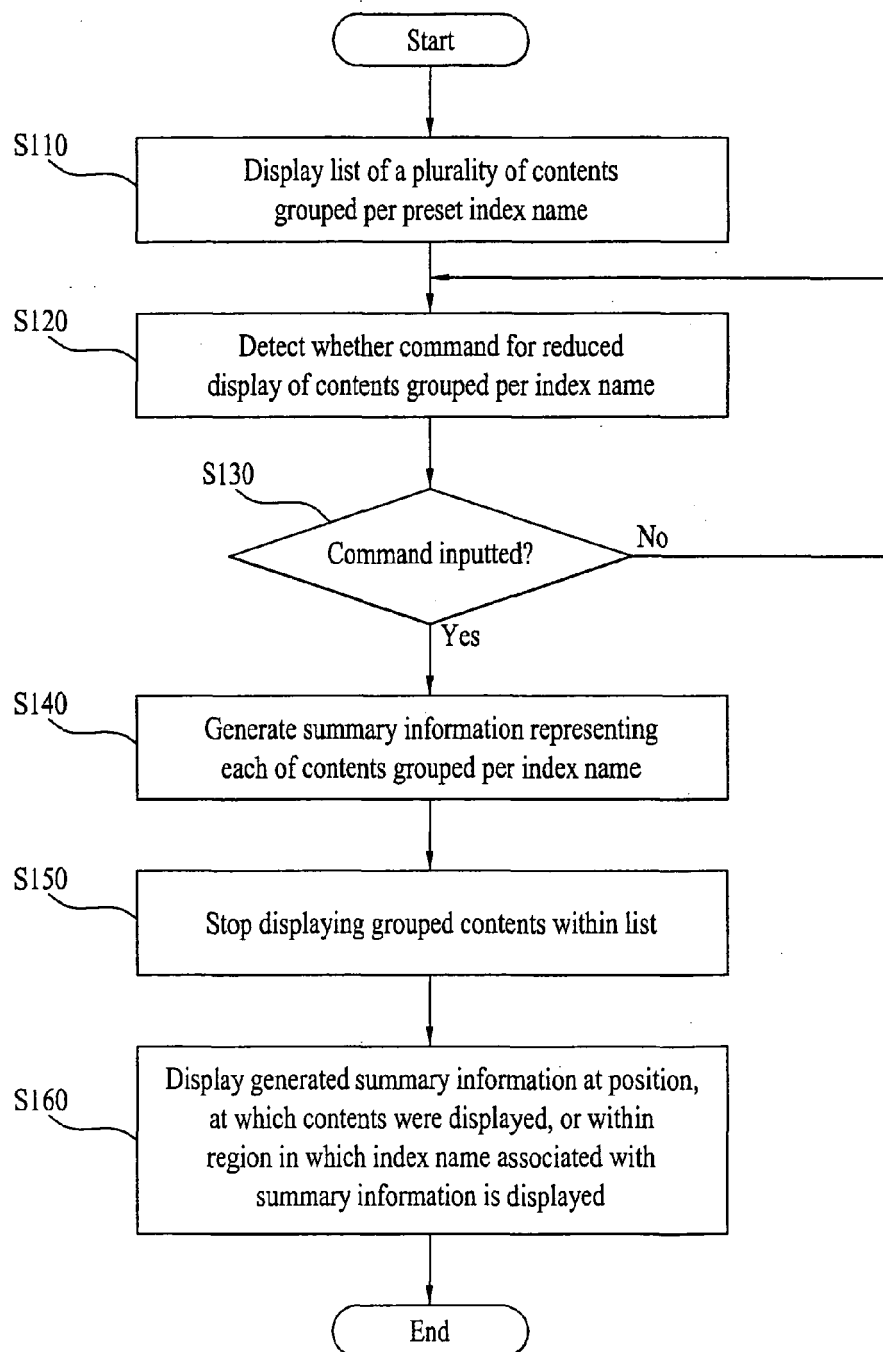 Start
S110
Display list of a plurality of contents
grouped per preset index name
S120
Detect whether command for reduced
display of contents grouped per index name
S130
Command inputted?
No
Yes
S140
Generate summary information representing
each of contents grouped per index name
S150
Stop displaying grouped contents within list
S160
Display generated summary information at position,
at which contents were displayed, or within
region in which index name associated with
summary information is displayed
End